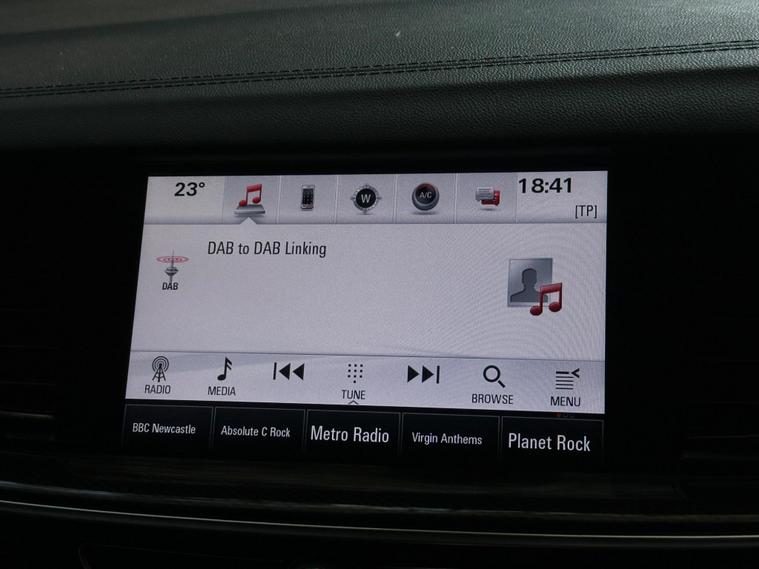 23°
W
A/C
18:41
[TP]
DAB to DAB Linking
DAB
RADIO
MEDIA
TUNE
BROWSE
MENU
BBC Newcastle
Absolute C Rock
Metro Radio
Virgin Anthems
Planet Rock